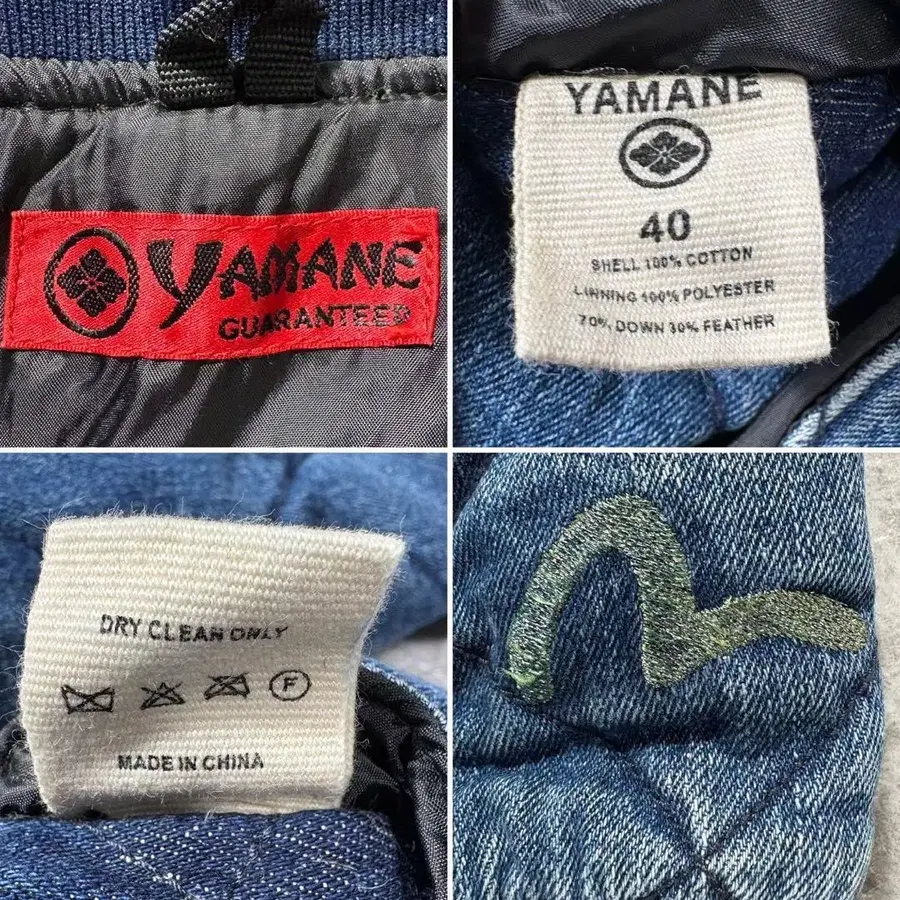 YAMANE
GUARANTEED
YAMANE
40
SHELL 100% COTTON
LINNING 100% POLYESTER
70% DOWN 30% FEATHER
DRY CLEAN ONLY
F
MADE IN CHINA